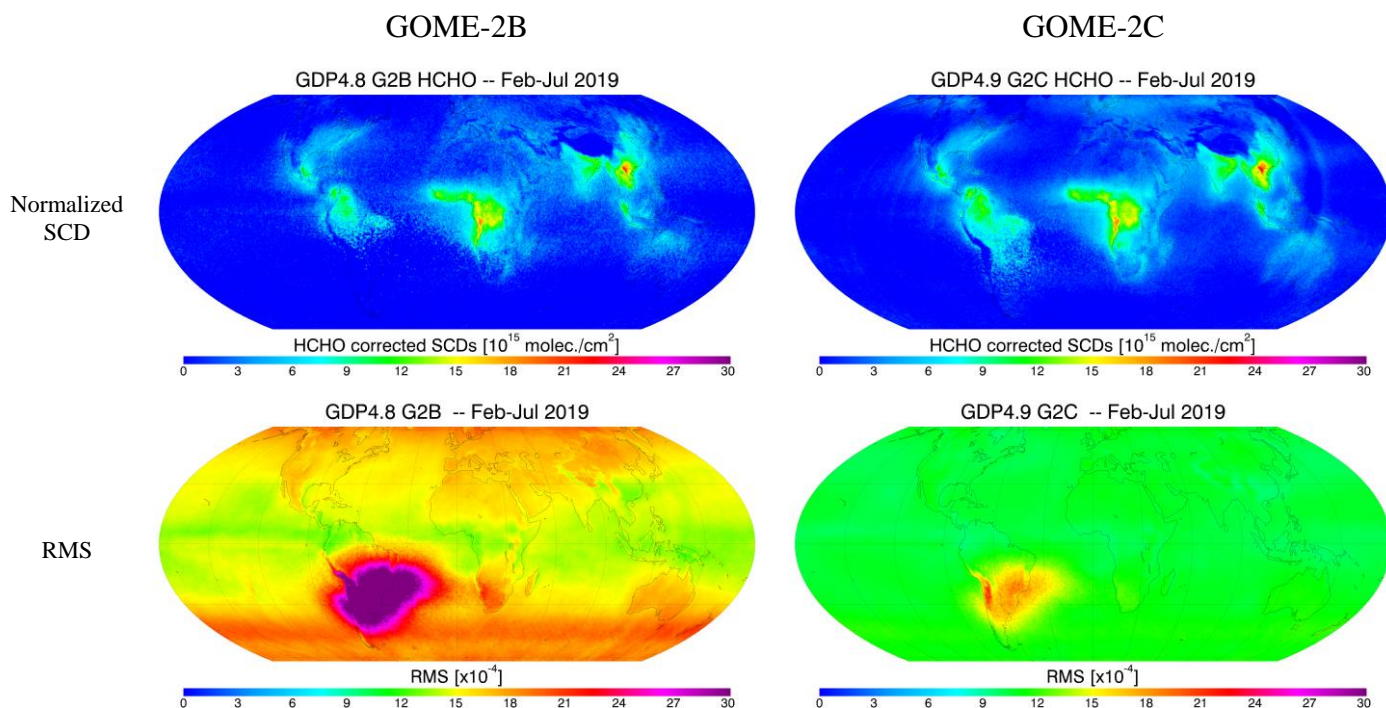 GOME-2B GOME-2C
GDP4.8 G2B HCHO -- Feb-Jul 2019 GDP4.9 G2C HCHO -- Feb-Jul 2019
Normalized
SCD
HCHO corrected SCDs [10^15 molec./cm^2] HCHO corrected SCDs [10^15 molec./cm^2]
0 3 6 9 12 15 18 21 24 27 30 0 3 6 9 12 15 18 21 24 27 30
GDP4.8 G2B -- Feb-Jul 2019 GDP4.9 G2C -- Feb-Jul 2019
RMS
RMS [x10^-4] RMS [x10^-4]
0 3 6 9 12 15 18 21 24 27 30 0 3 6 9 12 15 18 21 24 27 30